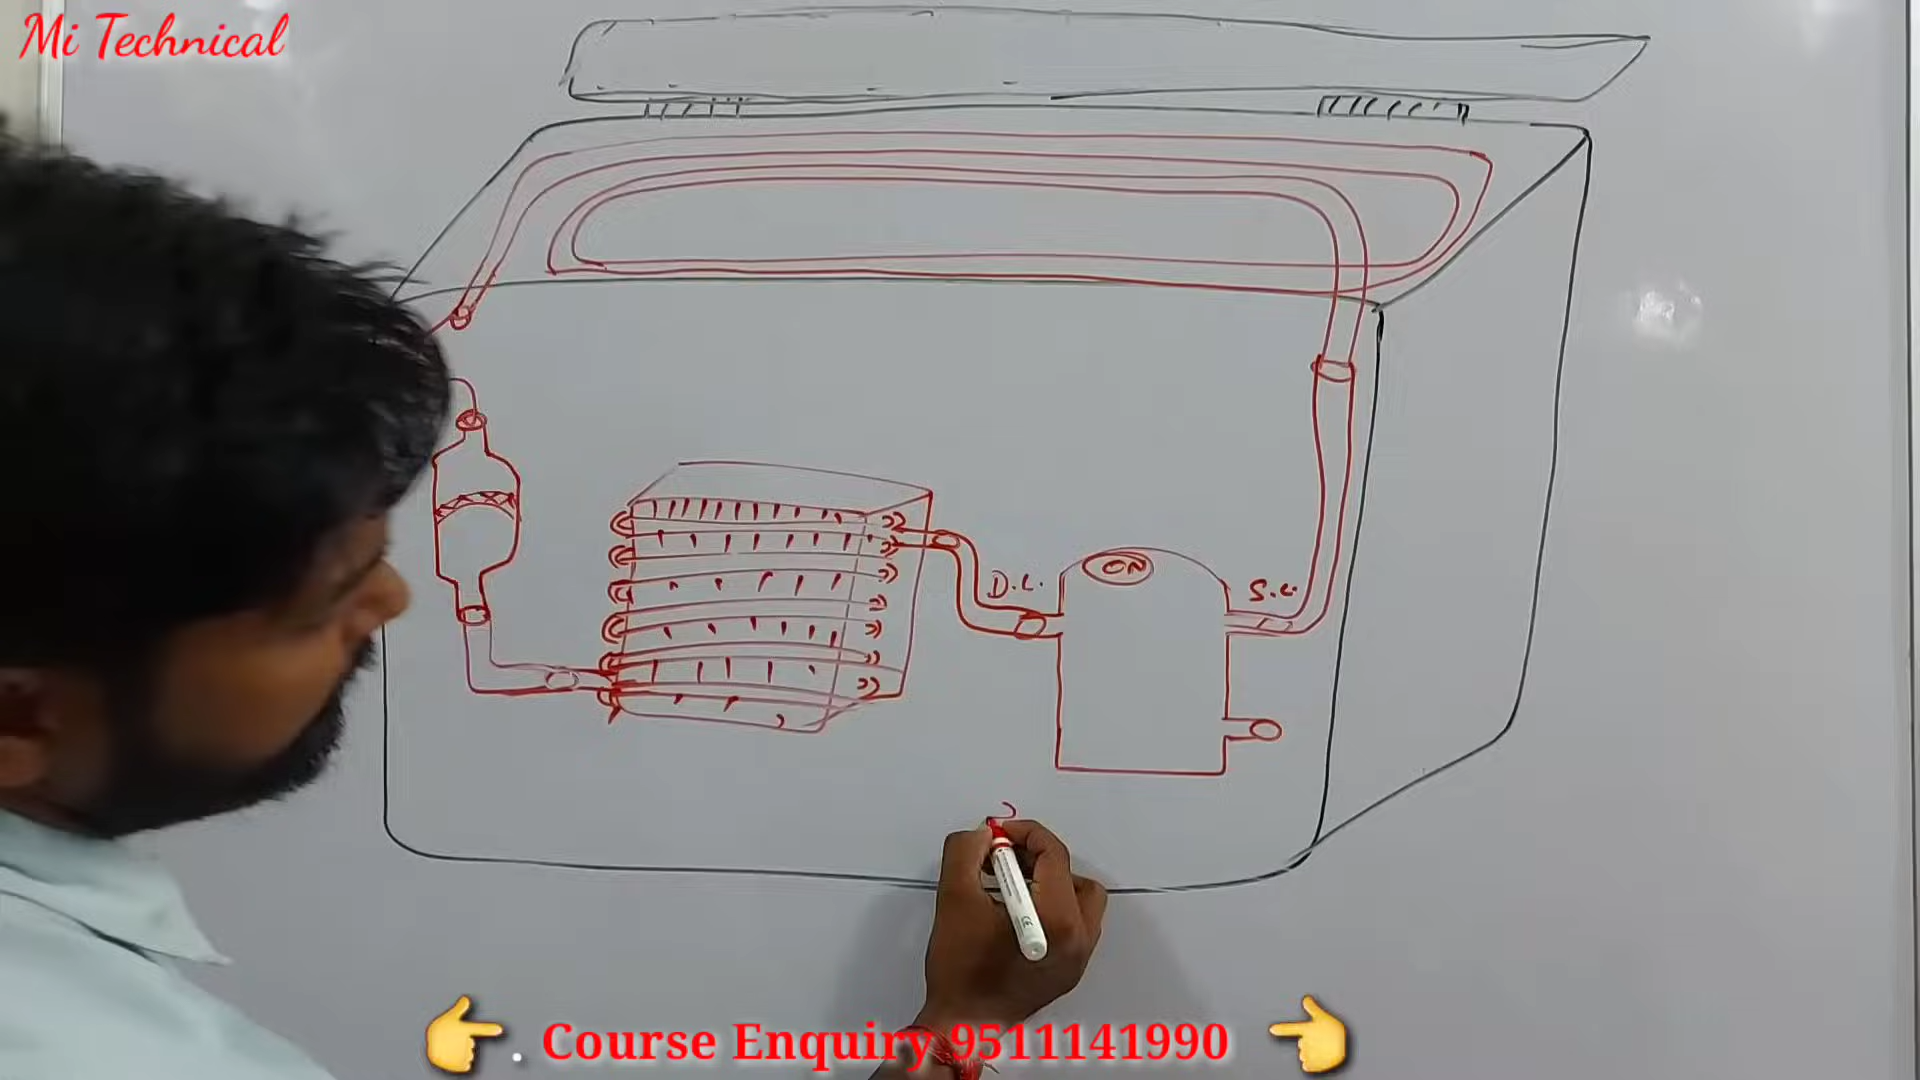 Mi Technical
ON
D.L.
S.L.
. Course Enquiry 9511141990